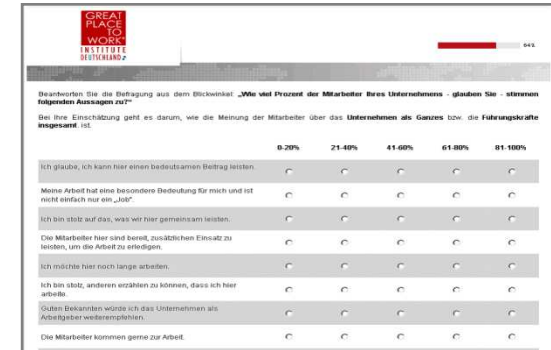 GREAT
PLACE
TO
WORK®
INSTITUTE
DEUTSCHLAND
64%
Beantworten Sie die Befragung aus dem Blickwinkel: „Wie viel Prozent der Mitarbeiter Ihres Unternehmens - glauben Sie - stimmen
folgenden Aussagen zu?"
Bei Ihre Einschätzung geht es darum, wie die Meinung der Mitarbeiter über das Unternehmen als Ganzes bzw. die Führungskräfte
insgesamt ist.
0-20% 21-40% 41-60% 61-80% 81-100%
Ich glaube, ich kann hier einen bedeutsamen Beitrag leisten.
Meine Arbeit hat eine besondere Bedeutung für mich und ist
nicht einfach nur ein „Job".
Ich bin stolz auf das, was wir hier gemeinsam leisten.
Die Mitarbeiter hier sind bereit, zusätzlichen Einsatz zu
leisten, um die Arbeit zu erledigen.
Ich möchte hier noch lange arbeiten.
Ich bin stolz, anderen erzählen zu können, dass ich hier
arbeite.
Guten Bekannten würde ich das Unternehmen als
Arbeitgeber weiterempfehlen.
Die Mitarbeiter kommen gerne zur Arbeit.